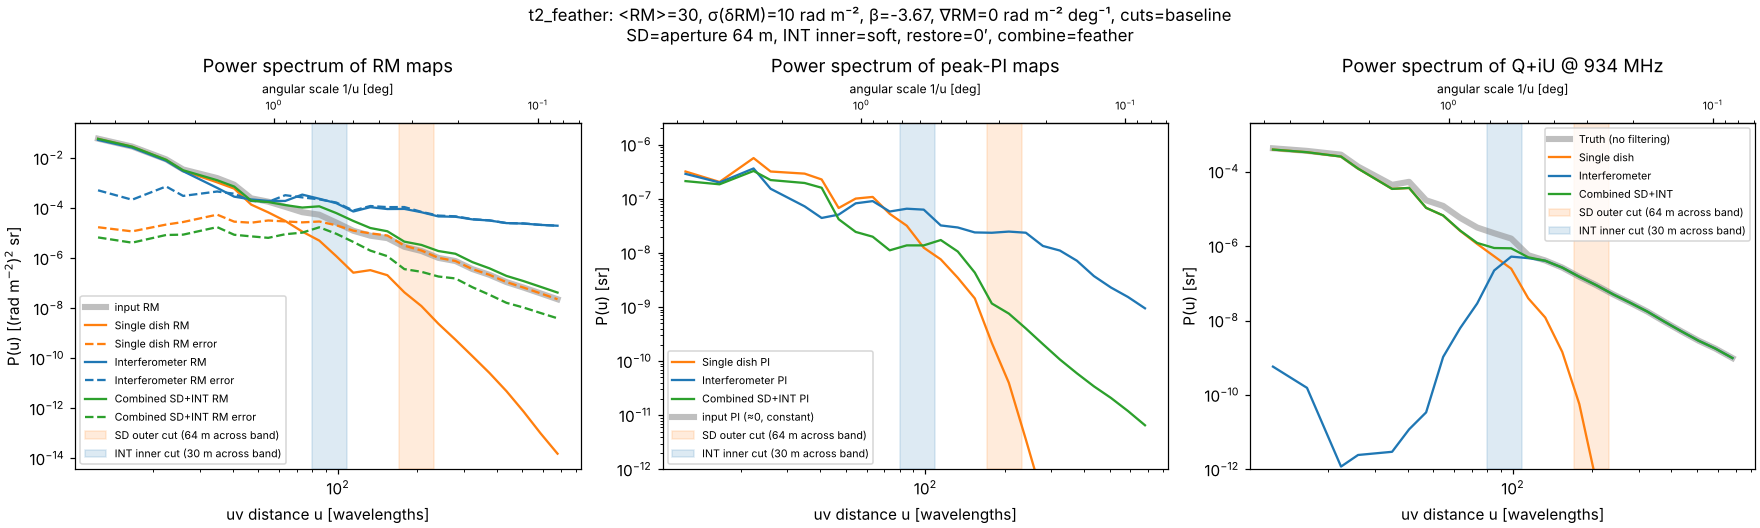 t2_feather: <RM>=30, σ(δRM)=10 rad m⁻², β=-3.67, ∇RM=0 rad m⁻² deg⁻¹, cuts=baseline
SD=aperture 64 m, INT inner=soft, restore=0′, combine=feather
Power spectrum of RM maps
angular scale 1/u [deg]
10⁰
10⁻¹
P(u) [(rad m⁻²)² sr]
10⁻²
10⁻⁴
10⁻⁶
10⁻⁸
10⁻¹⁰
10⁻¹²
10⁻¹⁴
input RM
Single dish RM
Single dish RM error
Interferometer RM
Interferometer RM error
Combined SD+INT RM
Combined SD+INT RM error
SD outer cut (64 m across band)
INT inner cut (30 m across band)
10²
uv distance u [wavelengths]
Power spectrum of peak-PI maps
angular scale 1/u [deg]
10⁰
10⁻¹
P(u) [sr]
10⁻⁶
10⁻⁷
10⁻⁸
10⁻⁹
10⁻¹⁰
10⁻¹¹
10⁻¹²
Single dish PI
Interferometer PI
Combined SD+INT PI
input PI (≈0, constant)
SD outer cut (64 m across band)
INT inner cut (30 m across band)
10²
uv distance u [wavelengths]
Power spectrum of Q+iU @ 934 MHz
angular scale 1/u [deg]
10⁰
10⁻¹
P(u) [sr]
10⁻⁴
10⁻⁶
10⁻⁸
10⁻¹⁰
10⁻¹²
Truth (no filtering)
Single dish
Interferometer
Combined SD+INT
SD outer cut (64 m across band)
INT inner cut (30 m across band)
10²
uv distance u [wavelengths]